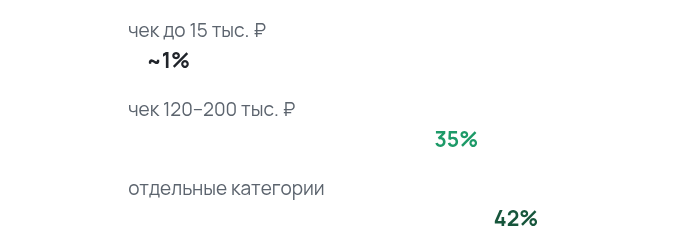 чек до 15 тыс. ₽
~1%
чек 120–200 тыс. ₽
35%
отдельные категории
42%